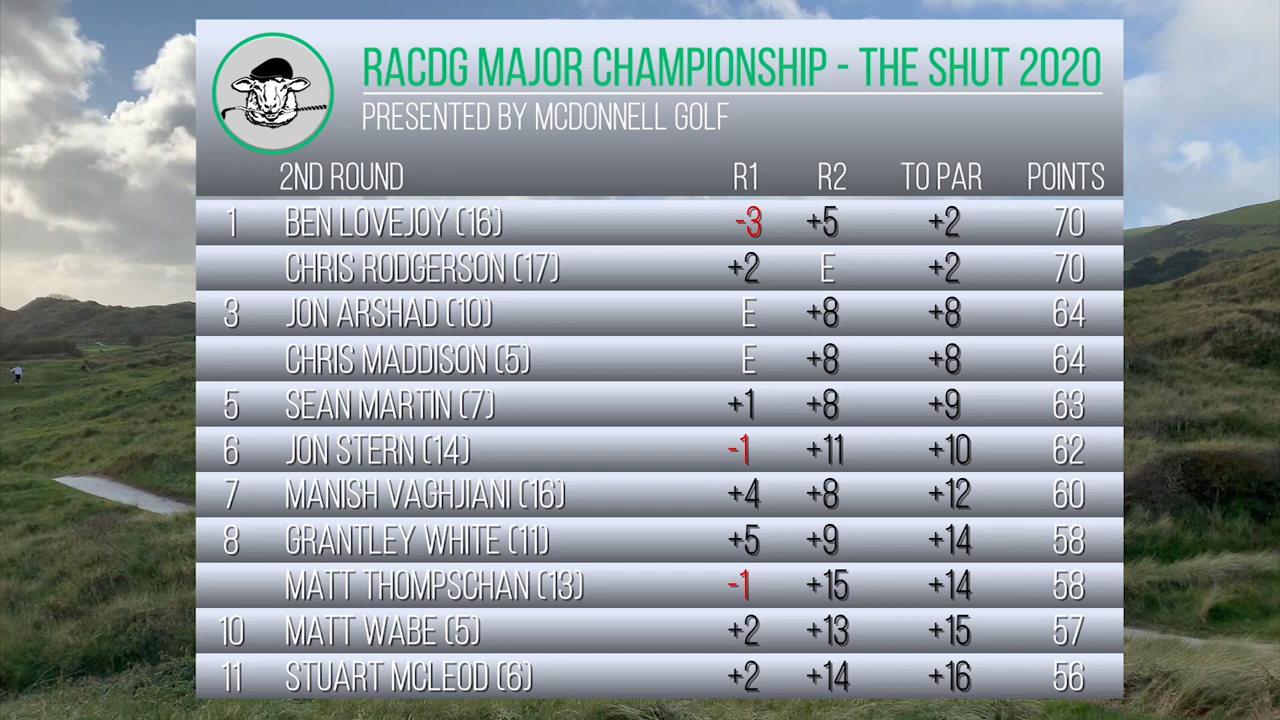 RACDG MAJOR CHAMPIONSHIP - THE SHUT 2020
PRESENTED BY MCDONNELL GOLF
2ND ROUND R1 R2 TO PAR POINTS
1 BEN LOVEJOY (16) -3 +5 +2 70
CHRIS RODGERSON (17) +2 E +2 70
3 JON ARSHAD (10) E +8 +8 64
CHRIS MADDISON (5) E +8 +8 64
5 SEAN MARTIN (7) +1 +8 +9 63
6 JON STERN (14) -1 +11 +10 62
7 MANISH VAGHJIANI (16) +4 +8 +12 60
8 GRANTLEY WHITE (11) +5 +9 +14 58
MATT THOMPSCHAN (13) -1 +15 +14 58
10 MATT WABE (5) +2 +13 +15 57
11 STUART MCLEOD (6) +2 +14 +16 56